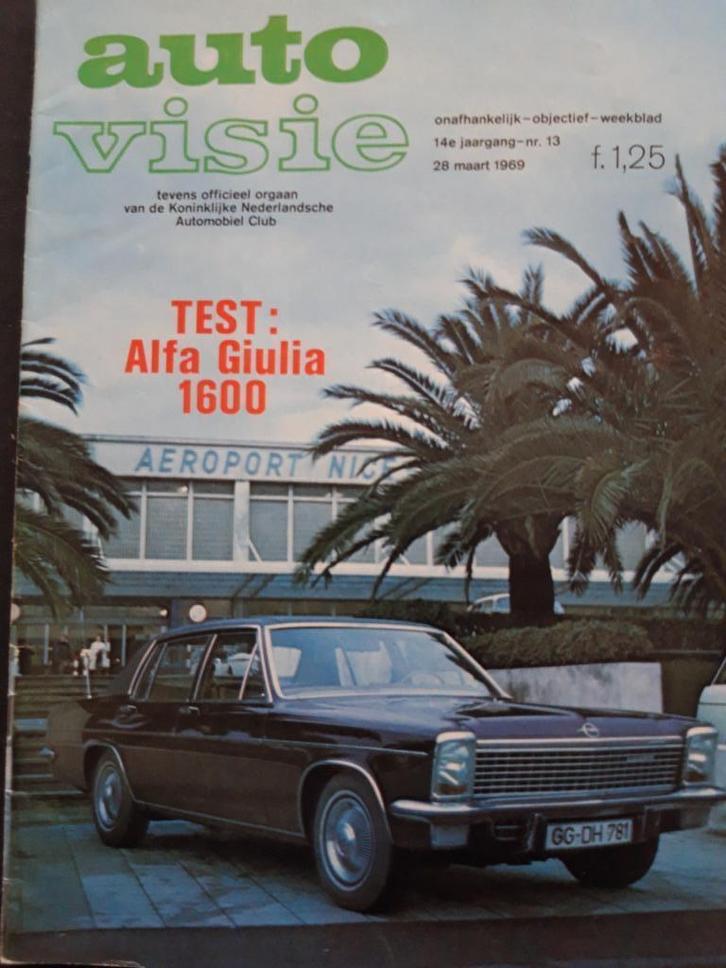 auto
visie
onafhankelijk-objectief-weekblad
14e jaargang-nr. 13
28 maart 1969
f. 1,25
tevens officieel orgaan
van de Koninklijke Nederlandsche
Automobiel Club
TEST:
Alfa Giulia
1600
AEROPORT NICE
GG-DH 781